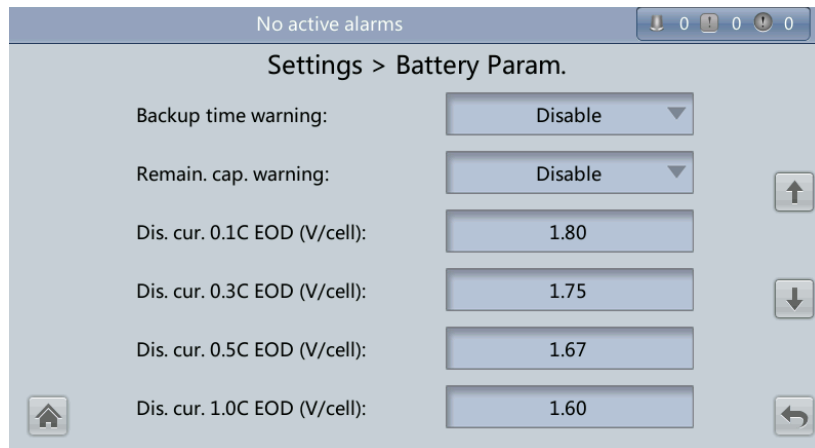 No active alarms 0 0 0
Settings > Battery Param.
Backup time warning: Disable
Remain. cap. warning: Disable
Dis. cur. 0.1C EOD (V/cell): 1.80
Dis. cur. 0.3C EOD (V/cell): 1.75
Dis. cur. 0.5C EOD (V/cell): 1.67
Dis. cur. 1.0C EOD (V/cell): 1.60